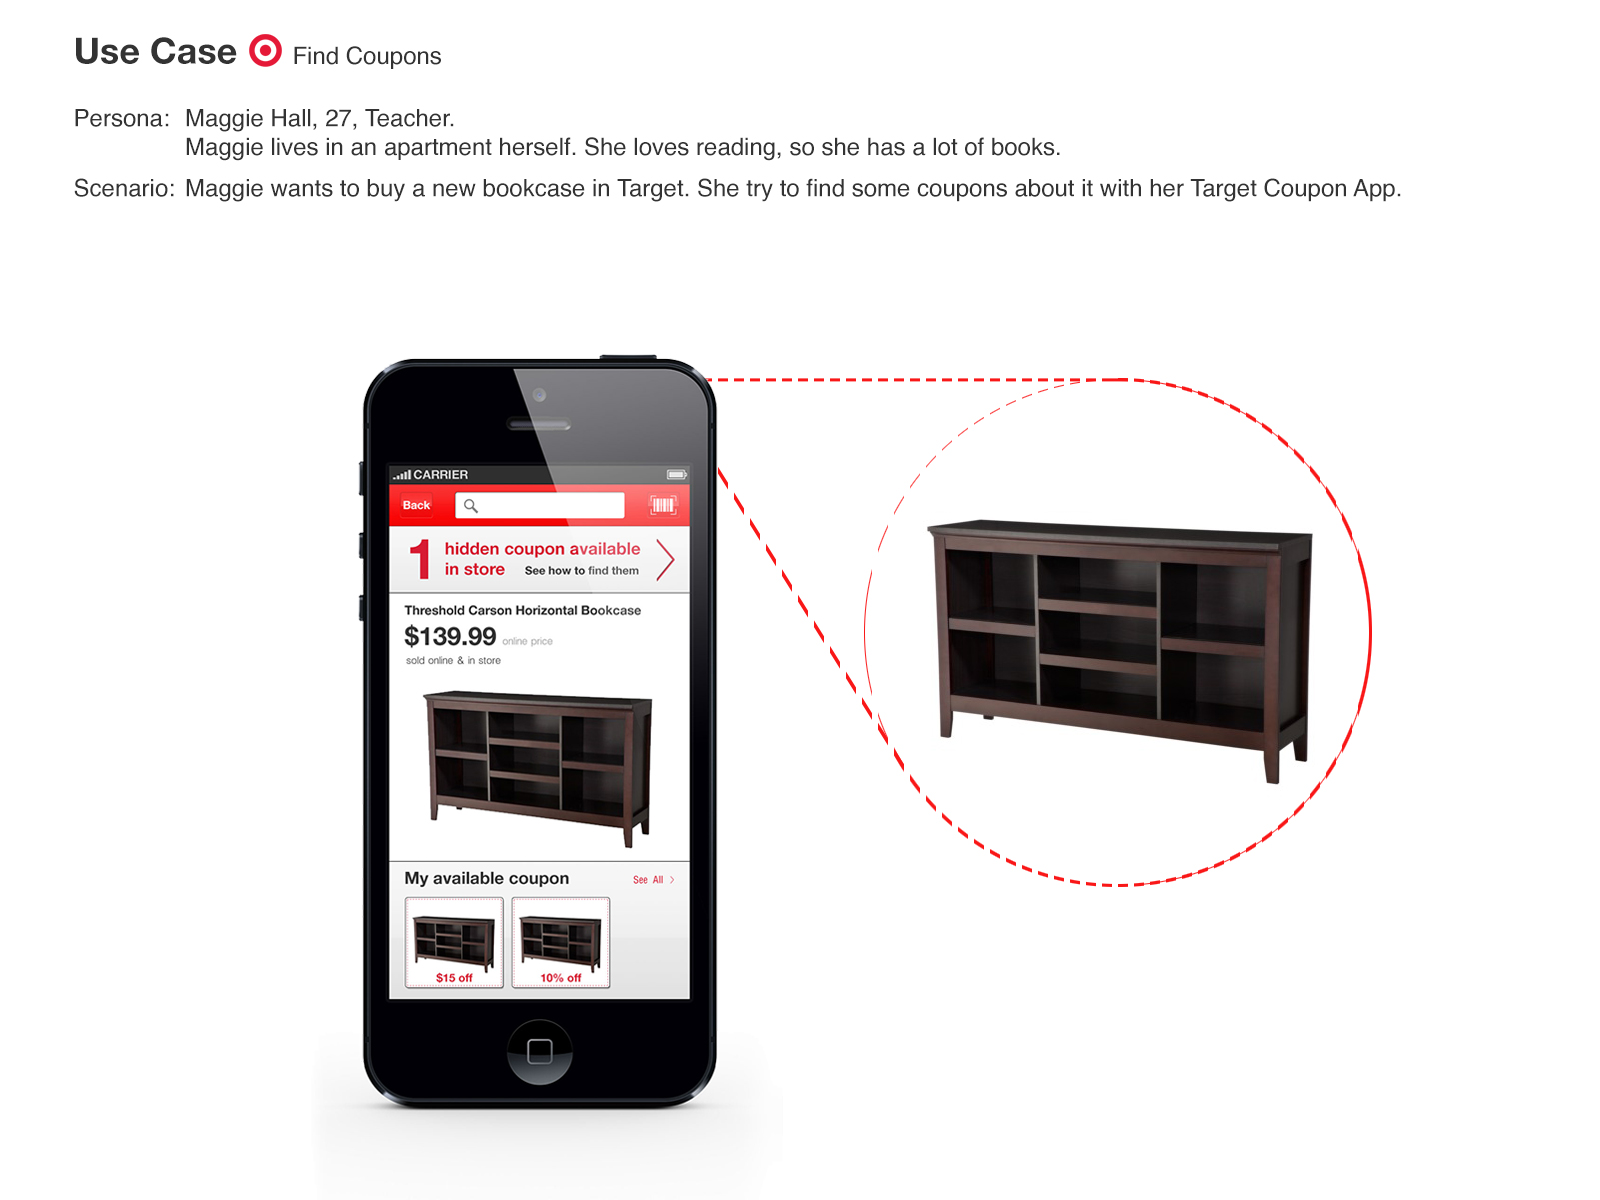 Use Case Find Coupons
Persona: Maggie Hall, 27, Teacher.
Maggie lives in an apartment herself. She loves reading, so she has a lot of books.
Scenario: Maggie wants to buy a new bookcase in Target. She try to find some coupons about it with her Target Coupon App.
CARRIER
Back
1 hidden coupon available
in store See how to find them
Threshold Carson Horizontal Bookcase
$139.99 online price
sold online & in store
My available coupon See All
$15 off 10% off